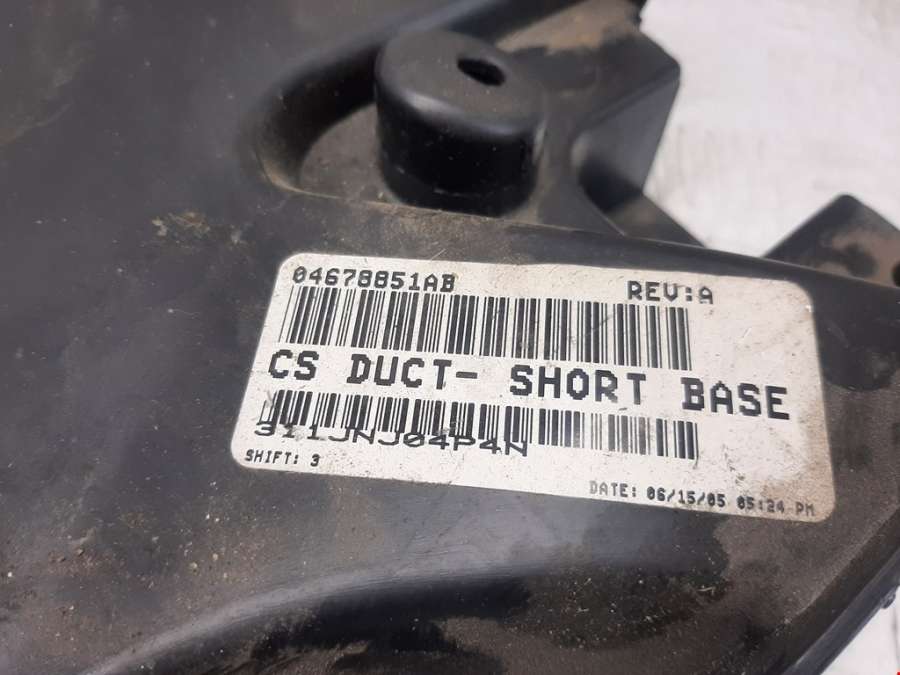 04678851AB REV:A
CS DUCT- SHORT BASE
311JNJ04P4N
SHIFT: 3 DATE: 06/15/05 05:24 PM